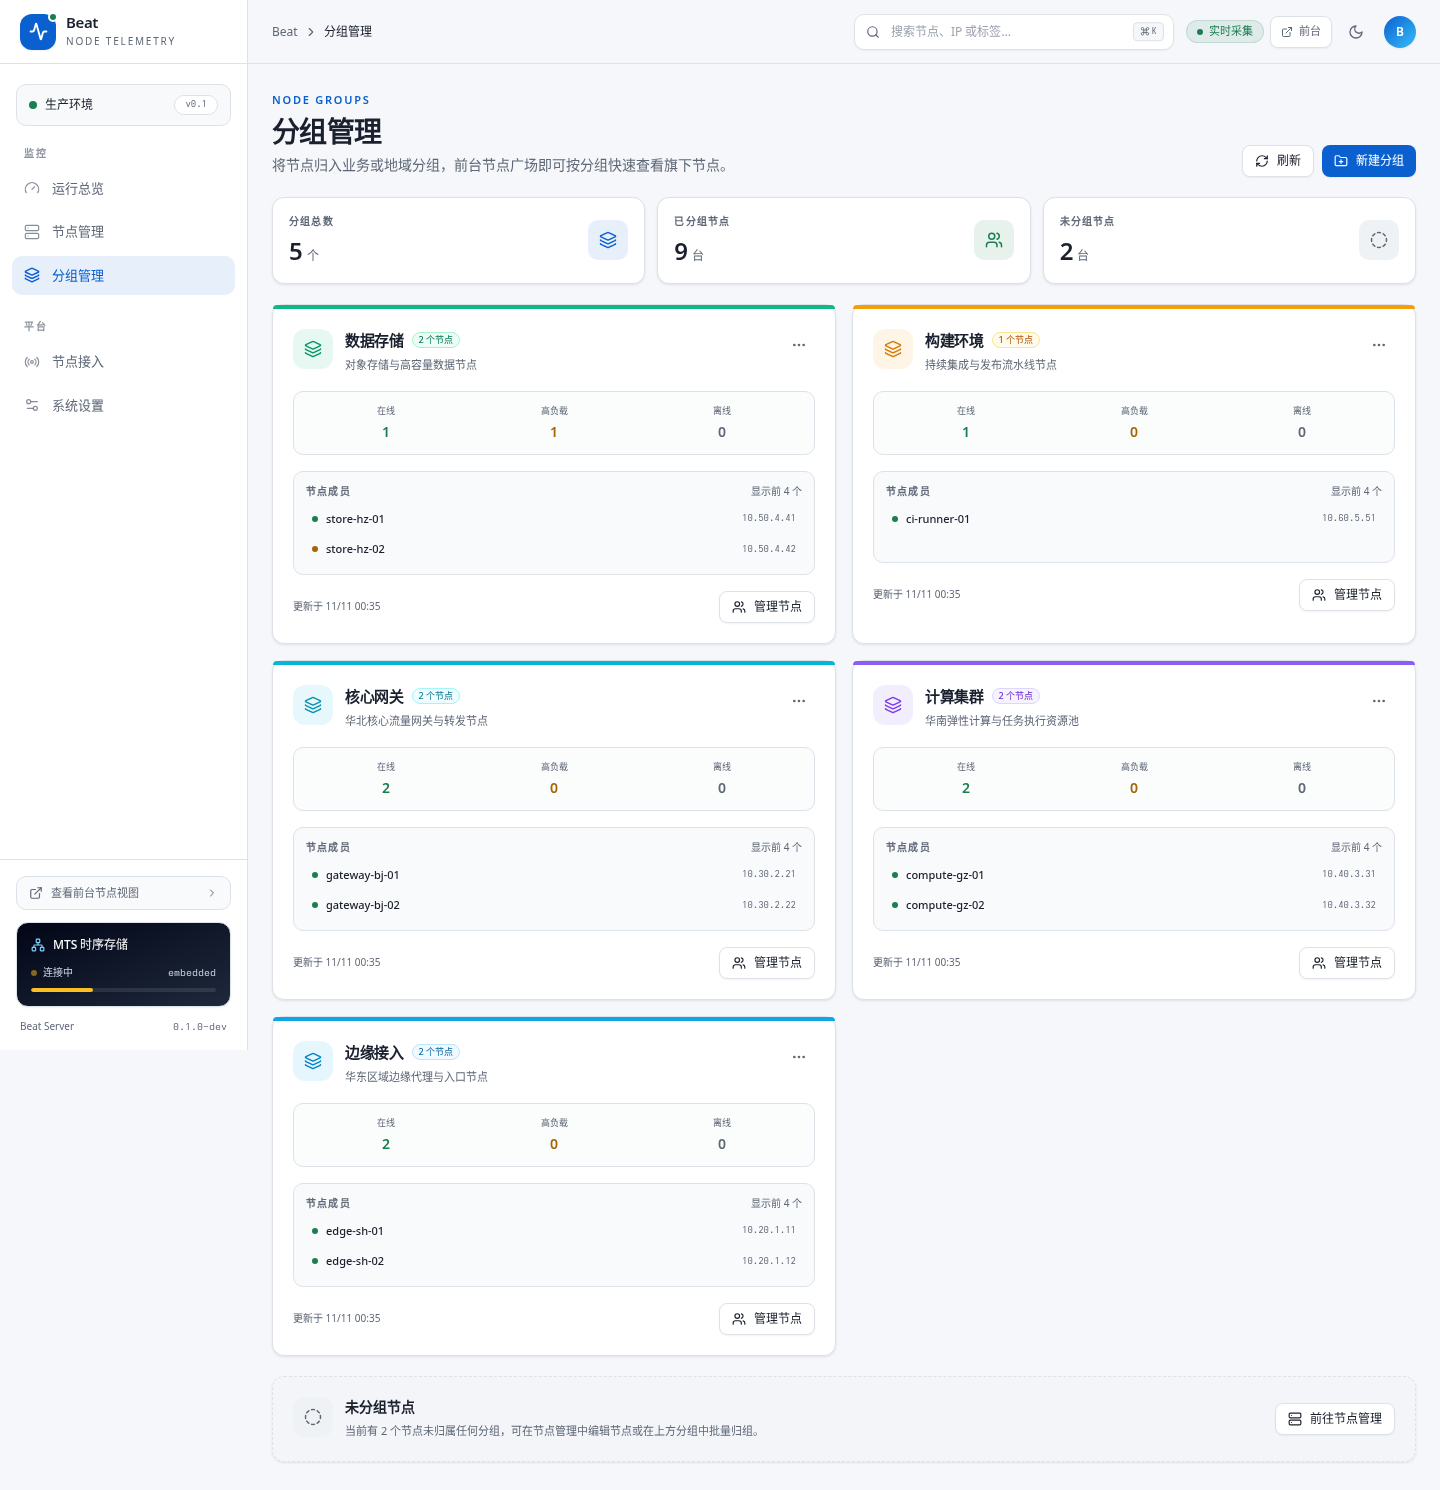 Beat
NODE TELEMETRY
生产环境
v0.1
监控
运行总览
节点管理
分组管理
平台
节点接入
系统设置
查看前台节点视图
MTS 时序存储
连接中
embedded
Beat Server
0.1.0-dev
Beat
分组管理
搜索节点、IP 或标签...
⌘K
实时采集
前台
B
NODE GROUPS
分组管理
将节点归入业务或地域分组，前台节点广场即可按分组快速查看旗下节点。
刷新
新建分组
分组总数
5 个
已分组节点
9 台
未分组节点
2 台
数据存储
2 个节点
对象存储与高容量数据节点
在线
高负载
离线
1
1
0
节点成员
显示前 4 个
store-hz-01
10.50.4.41
store-hz-02
10.50.4.42
更新于 11/11 00:35
管理节点
构建环境
1 个节点
持续集成与发布流水线节点
在线
高负载
离线
1
0
0
节点成员
显示前 4 个
ci-runner-01
10.60.5.51
更新于 11/11 00:35
管理节点
核心网关
2 个节点
华北核心流量网关与转发节点
在线
高负载
离线
2
0
0
节点成员
显示前 4 个
gateway-bj-01
10.30.2.21
gateway-bj-02
10.30.2.22
更新于 11/11 00:35
管理节点
计算集群
2 个节点
华南弹性计算与任务执行资源池
在线
高负载
离线
2
0
0
节点成员
显示前 4 个
compute-gz-01
10.40.3.31
compute-gz-02
10.40.3.32
更新于 11/11 00:35
管理节点
边缘接入
2 个节点
华东区域边缘代理与入口节点
在线
高负载
离线
2
0
0
节点成员
显示前 4 个
edge-sh-01
10.20.1.11
edge-sh-02
10.20.1.12
更新于 11/11 00:35
管理节点
未分组节点
当前有 2 个节点未归属任何分组，可在节点管理中编辑节点或在上方分组中批量归组。
前往节点管理